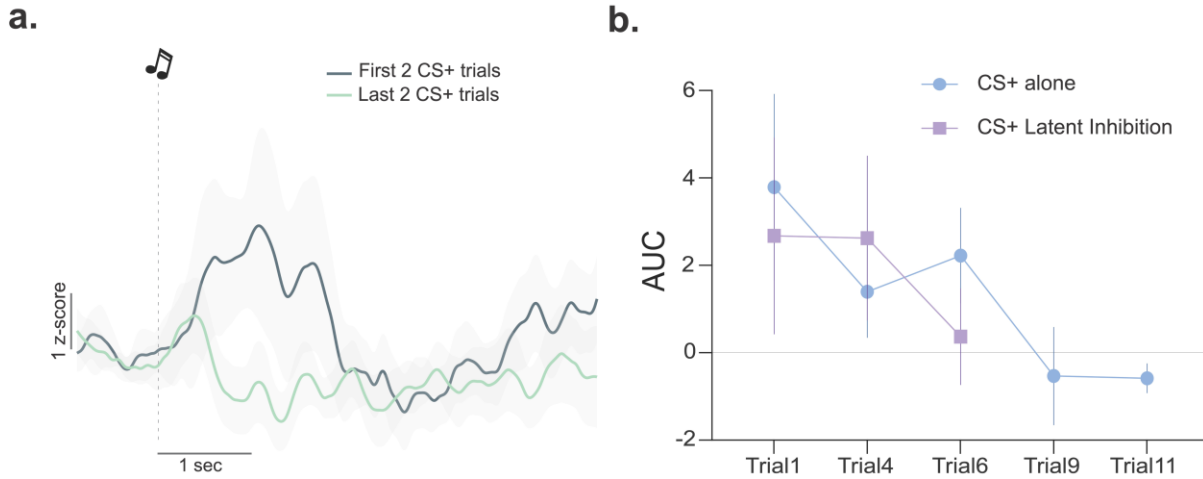 a.
First 2 CS+ trials
Last 2 CS+ trials
1 z-score
1 sec
b.
CS+ alone
CS+ Latent Inhibition
AUC
6
4
2
0
-2
Trial1
Trial4
Trial6
Trial9
Trial11